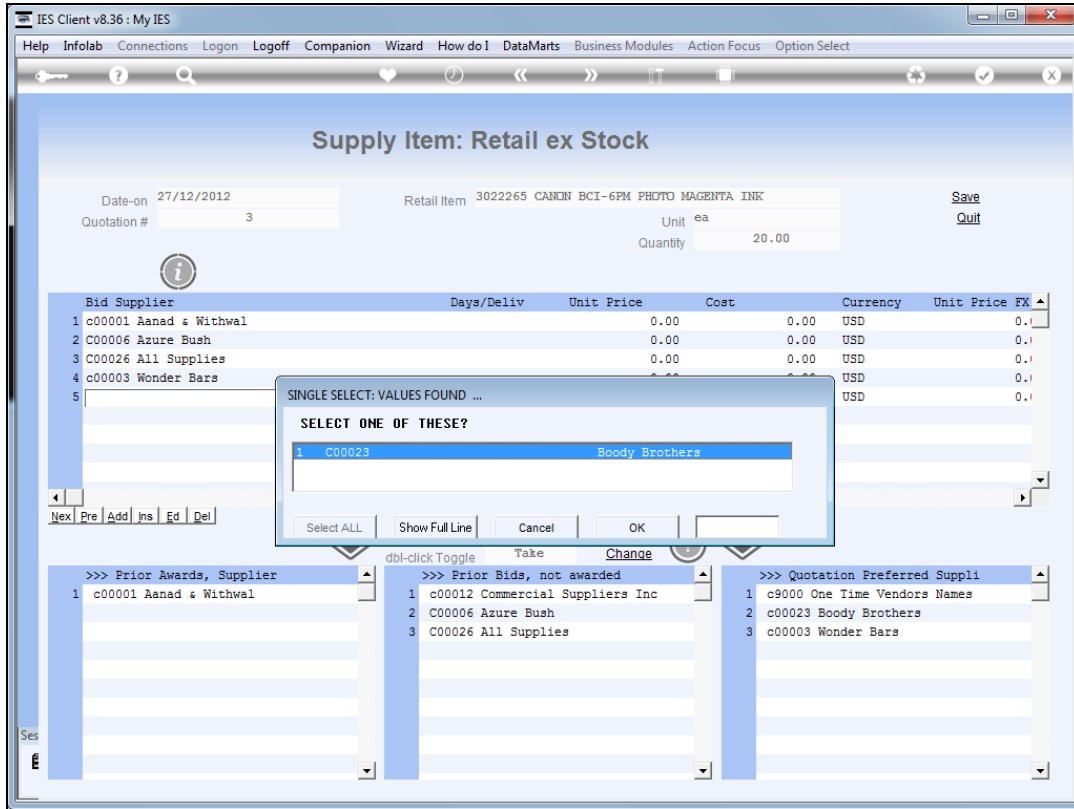 IES Client v8.36 : My IES
Help Infolab Connections Logon Logoff Companion Wizard How do I DataMarts Business Modules Action Focus Option Select
Supply Item: Retail ex Stock
Date-on 27/12/2012 Retail Item 3022265 CANON BCI-6PM PHOTO MAGENTA INK Save
Quotation # 3 Unit ea Quit
Quantity 20.00
Bid Supplier Days/Deliv Unit Price Cost Currency Unit Price FX
1 c00001 Aanad & Withwal 0.00 0.00 USD 0.
2 C00006 Azure Bush 0.00 0.00 USD 0.
3 C00026 All Supplies 0.00 0.00 USD 0.
4 c00003 Wonder Bars USD 0.
5 USD 0.
SINGLE SELECT: VALUES FOUND ...
SELECT ONE OF THESE?
1 C00023 Boody Brothers
Select ALL Show Full Line Cancel OK
Nex Pre Add Ins Ed Del
dbl-click Toggle Take Change
>>> Prior Awards, Supplier >>> Prior Bids, not awarded >>> Quotation Preferred Suppli
1 c00001 Aanad & Withwal 1 c00012 Commercial Suppliers Inc 1 c9000 One Time Vendors Names
2 C00006 Azure Bush 2 c00023 Boody Brothers
3 C00026 All Supplies 3 c00003 Wonder Bars
Ses